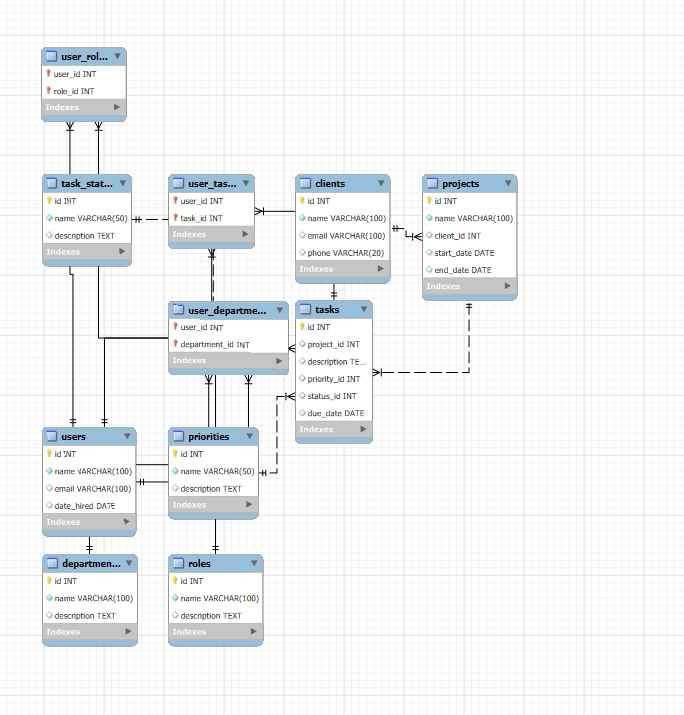 user_rol...
user_id INT
role_id INT
Indexes
task_stat...
id INT
name VARCHAR(50)
description TEXT
Indexes
user_tas...
user_id INT
task_id INT
Indexes
clients
id INT
name VARCHAR(100)
email VARCHAR(100)
phone VARCHAR(20)
Indexes
projects
id INT
name VARCHAR(100)
client_id INT
start_date DATE
end_date DATE
Indexes
user_departme...
user_id INT
department_id INT
Indexes
tasks
id INT
project_id INT
description TE...
priority_id INT
status_id INT
due_date DATE
Indexes
users
id INT
name VARCHAR(100)
email VARCHAR(100)
date_hired DATE
Indexes
priorities
id INT
name VARCHAR(50)
description TEXT
Indexes
departmen...
id INT
name VARCHAR(100)
description TEXT
Indexes
roles
id INT
name VARCHAR(100)
description TEXT
Indexes